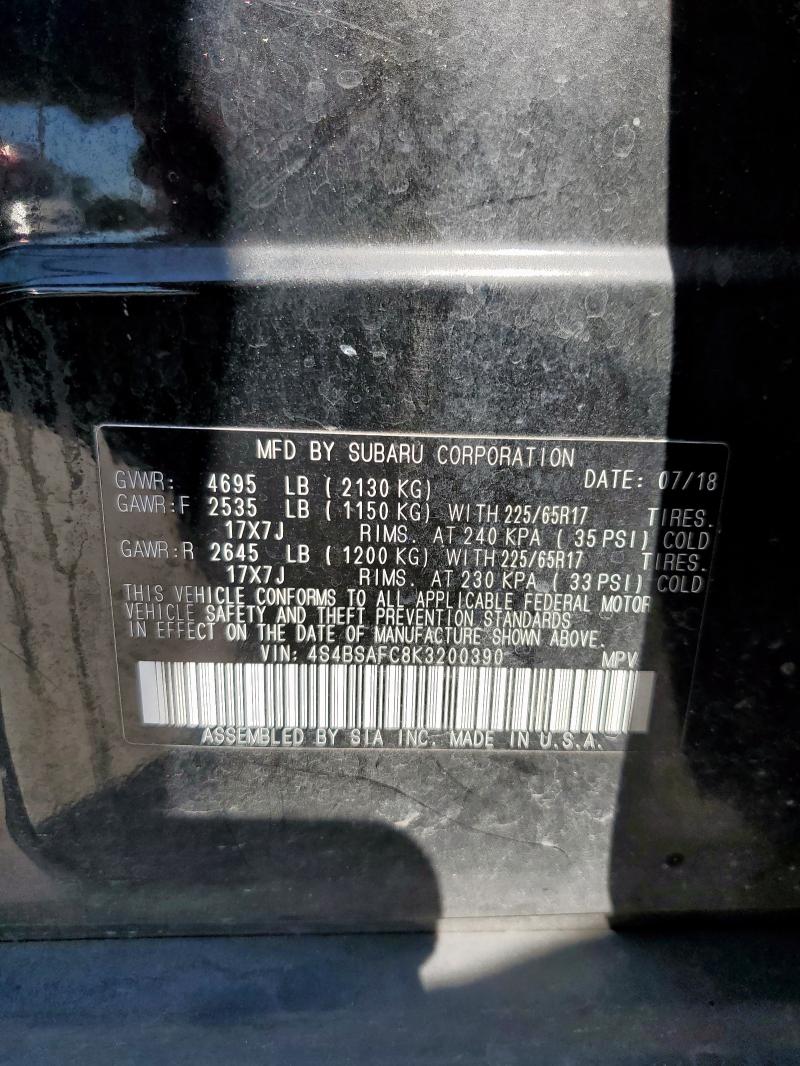 MFD BY SUBARU CORPORATION
GVWR: 4695 LB ( 2130 KG) DATE: 07/18
GAWR:F 2535 LB ( 1150 KG) WITH 225/65R17 TIRES.
17X7J RIMS. AT 240 KPA ( 35 PSI) COLD
GAWR:R 2645 LB ( 1200 KG) WITH 225/65R17 TIRES.
17X7J RIMS. AT 230 KPA ( 33 PSI) COLD
THIS VEHICLE CONFORMS TO ALL APPLICABLE FEDERAL MOTOR
VEHICLE SAFETY AND THEFT PREVENTION STANDARDS
IN EFFECT ON THE DATE OF MANUFACTURE SHOWN ABOVE.
VIN: 4S4BSAFC8K3200390 MPV
ASSEMBLED BY SIA INC. MADE IN U.S.A.